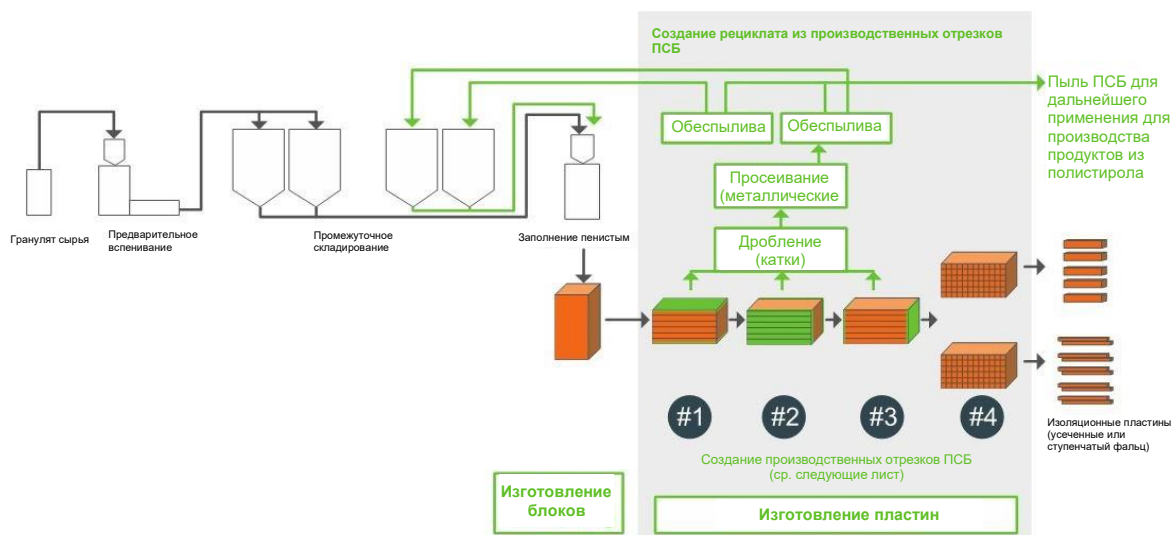 Создание рециклата из производственных отрезков
ПСБ
Пыль ПСБ для
дальнейшего
применения для
производства
продуктов из
полистирола
Обеспылива
Обеспылива
Просеивание
(металлические
Дробление
(катки)
Гранулят сырья
Предварительное
вспенивание
Промежуточное
складирование
Заполнение пенистым
#1
#2
#3
#4
Изоляционные пластины
(усеченные или
ступенчатый фальц)
Создание производственных отрезков ПСБ
(ср. следующие лист)
Изготовление
блоков
Изготовление пластин